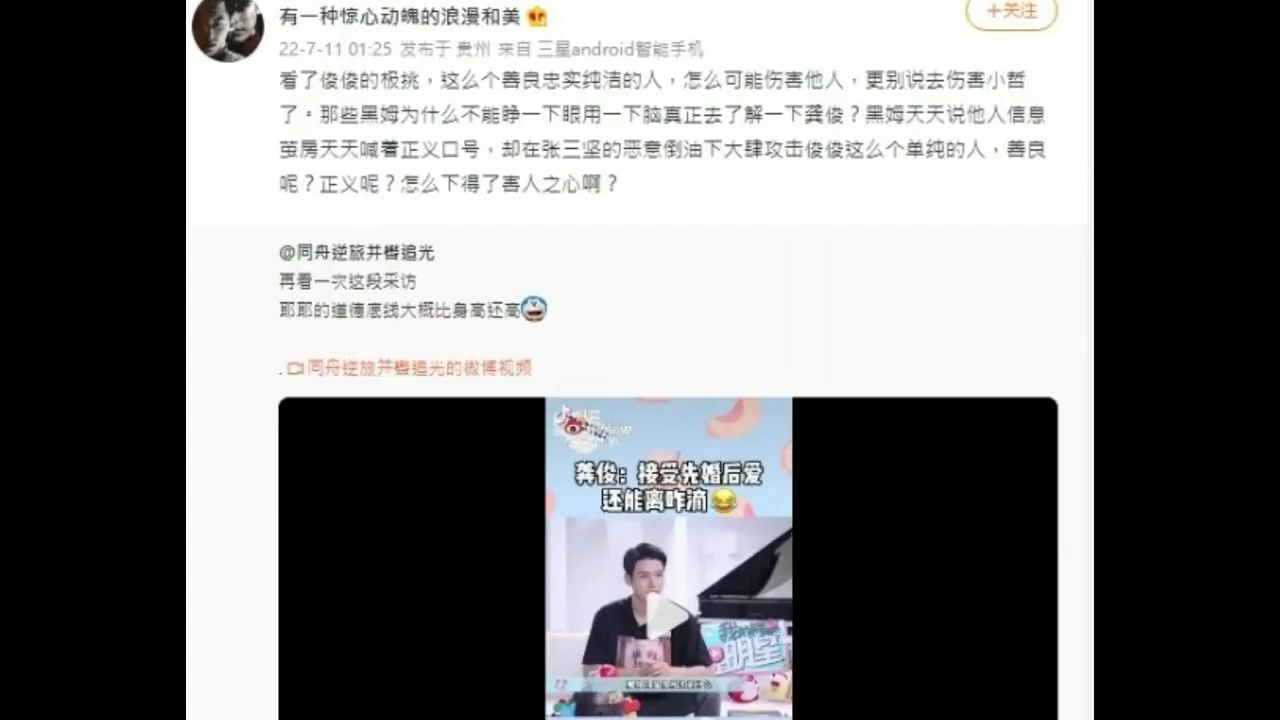 有一种惊心动魄的浪漫和美
+关注
22-7-11 01:25 发布于 贵州 来自 三星android智能手机
看了俊俊的极挑，这么个善良忠实纯洁的人，怎么可能伤害他人，更别说去伤害小哲
了。那些黑姆为什么不能睁一下眼用一下脑真正去了解一下龚俊？黑姆天天说他人信息
茧房天天喊着正义口号，却在张三坚的恶意倒油下大肆攻击俊俊这么个单纯的人，善良
呢？正义呢？怎么下得了害人之心啊？
@同舟逆旅并辔追光
再看一次这段采访
耶耶的道德底线大概比身高还高
. 同舟逆旅并辔追光的微博视频
龚俊：接受先婚后爱
还能离咋滴
明星